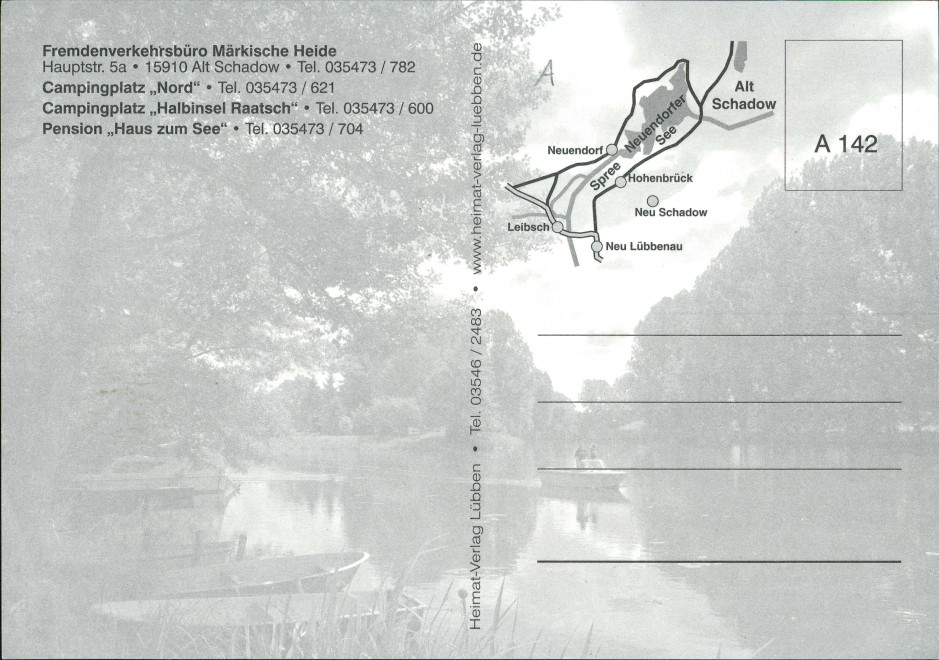 Fremdenverkehrsbüro Märkische Heide
Hauptstr. 5a • 15910 Alt Schadow • Tel. 035473 / 782
Campingplatz „Nord“ • Tel. 035473 / 621
Campingplatz „Halbinsel Raatsch“ • Tel. 035473 / 600
Pension „Haus zum See“ • Tel. 035473 / 704
Heimat-Verlag Lübben • Tel. 03546 / 2483 • www.heimat-verlag-luebben.de
A
Alt
Schadow
Neuendorfer
See
Neuendorf
Spree
Hohenbrück
Neu Schadow
Leibsch
Neu Lübbenau
A 142